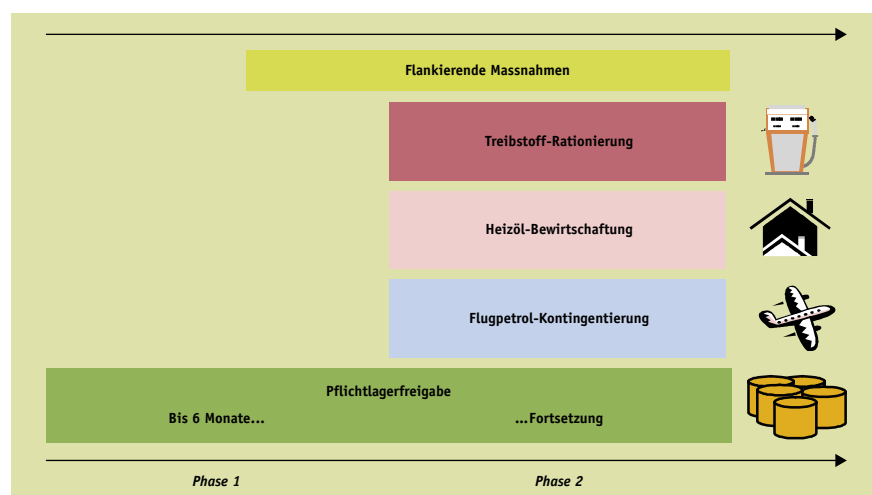 Flankierende Massnahmen
Treibstoff-Rationierung
Heizöl-Bewirtschaftung
Flugpetrol-Kontingentierung
Pflichtlagerfreigabe
Bis 6 Monate... ...Fortsetzung
Phase 1 Phase 2